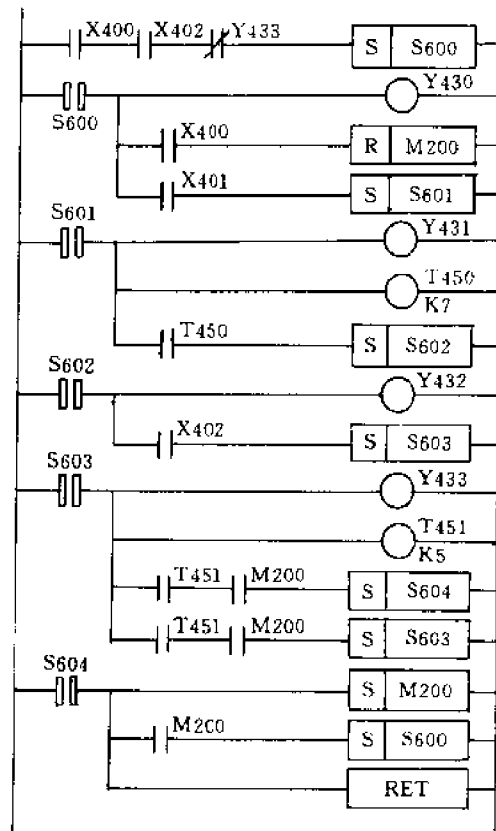 X400 X402 Y433 S S600
S600 Y430
X400 R M200
X401 S S601
S601 Y431
T450
K7
T450 S S602
S602 Y432
X402 S S603
S603 Y433
T451
K5
T451 M200 S S604
T451 M200 S S603
S604 S M200
M200 S S600
RET